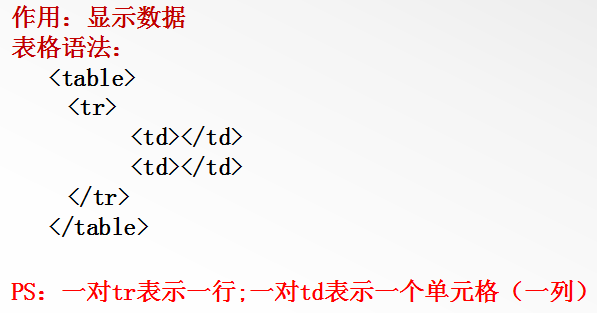 作用：显示数据
表格语法：
<table>
<tr>
<td></td>
<td></td>
</tr>
</table>
PS：一对tr表示一行;一对td表示一个单元格（一列）